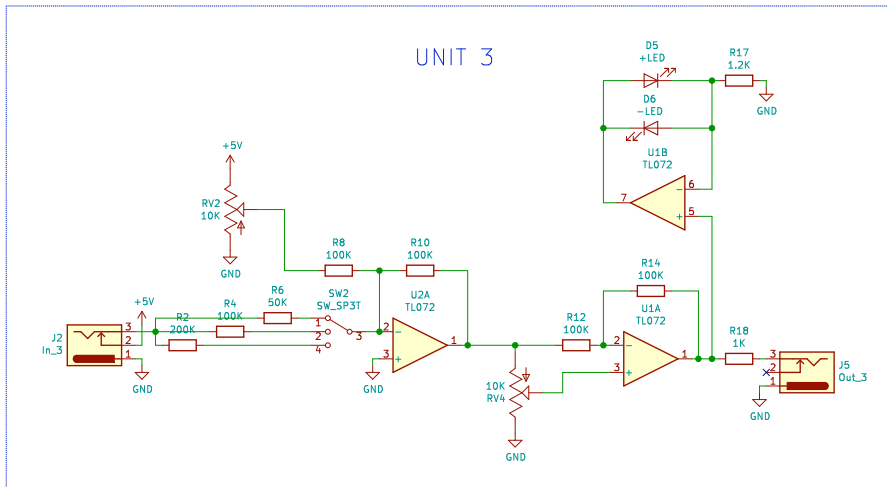 UNIT 3
D5
+LED
R17
1.2K
GND
D6
-LED
U1B
TL072
7
6
5
-
+
+5V
RV2
10K
GND
R8
100K
R10
100K
R14
100K
+5V
R6
50K
SW2
SW_SP3T
U2A
TL072
U1A
TL072
R2
200K
R4
100K
J2
In_3
3
2
1
GND
1
2
4
3
2
3
-
+
1
GND
R12
100K
10K
RV4
GND
2
3
-
+
1
R18
1K
3
2
1
J5
Out_3
GND